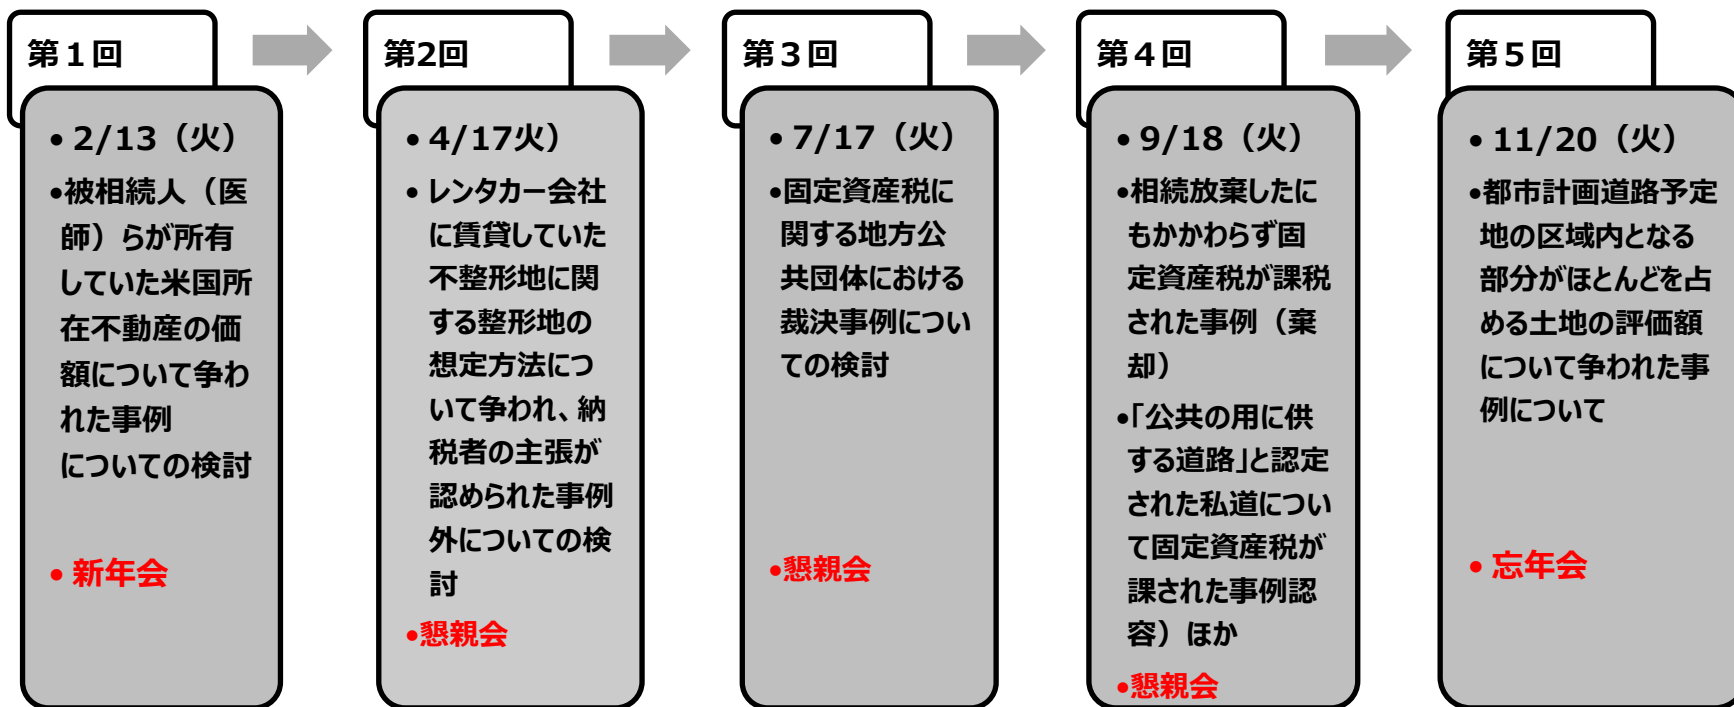 第１回
• 2/13（火）
•被相続人（医
師）らが所有
していた米国所
在不動産の価
額について争わ
れた事例
についての検討
• 新年会
第2回
• 4/17火）
• レンタカー会社
に賃貸していた
不整形地に関
する整形地の
想定方法につ
いて争われ、納
税者の主張が
認められた事例
外についての検
討
•懇親会
第３回
• 7/17（火）
•固定資産税に
関する地方公
共団体における
裁決事例につい
ての検討
•懇親会
第４回
• 9/18（火）
•相続放棄したに
もかかわらず固
定資産税が課税
された事例（棄
却）
•「公共の用に供
する道路」と認定
された私道につい
て固定資産税が
課された事例認
容）ほか
•懇親会
第５回
• 11/20（火）
•都市計画道路予定
地の区域内となる
部分がほとんどを占
める土地の評価額
について争われた事
例について
• 忘年会